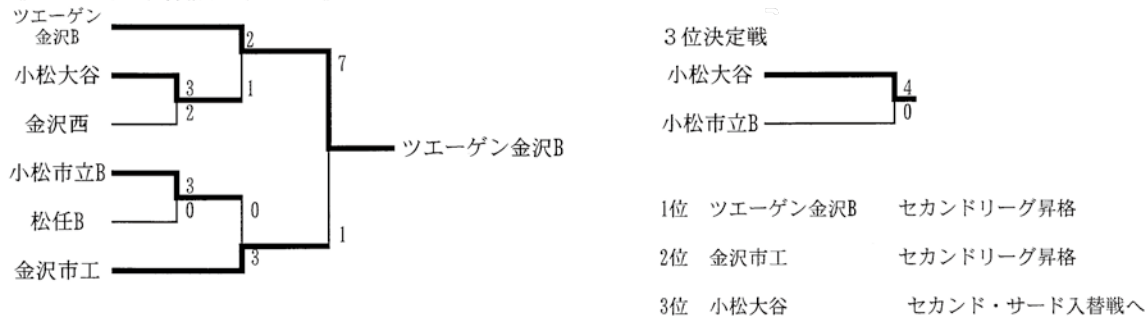 ツエーゲン
金沢B
2
7
小松大谷
3
1
2
金沢西
ツエーゲン金沢B
小松市立B
3
0
0
松任B
1
3
金沢市工
3位決定戦
小松大谷
4
0
小松市立B
1位 ツエーゲン金沢B セカンドリーグ昇格
2位 金沢市工 セカンドリーグ昇格
3位 小松大谷 セカンド・サード入替戦へ